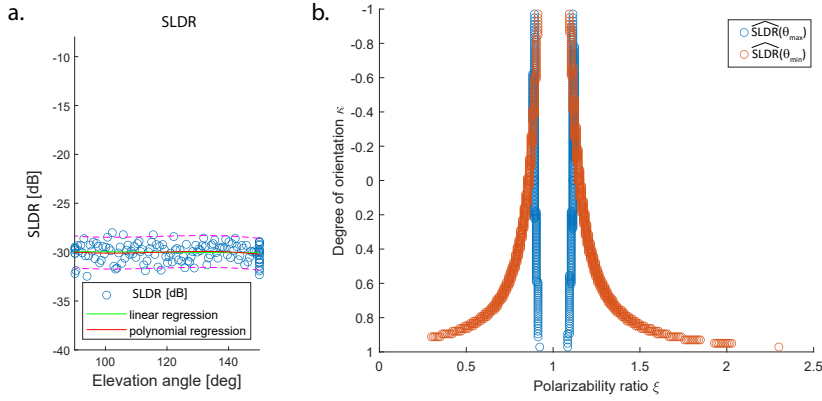 a.
SLDR
-10
-15
-20
-25
-30
-35
-40
SLDR [dB]
SLDR [dB]
linear regression
polynomial regression
100
120
140
Elevation angle [deg]
b.
-1
-0.8
-0.6
-0.4
-0.2
0
0.2
0.4
0.6
0.8
1
Degree of orientation κ
SLDR(θmax)
SLDR(θmin)
0
0.5
1
1.5
2
2.5
Polarizability ratio ξ